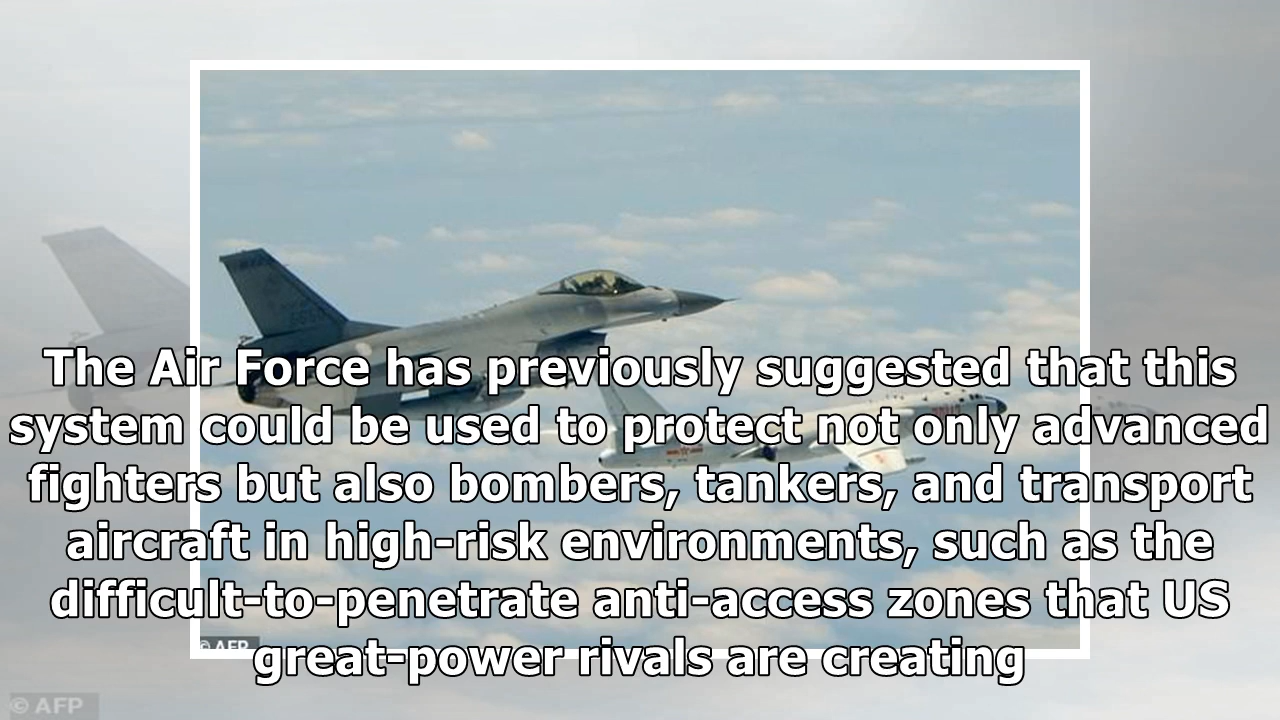 The Air Force has previously suggested that this
system could be used to protect not only advanced
fighters but also bombers, tankers, and transport
aircraft in high-risk environments, such as the
difficult-to-penetrate anti-access zones that US
great-power rivals are creating
© AFP
© AFP